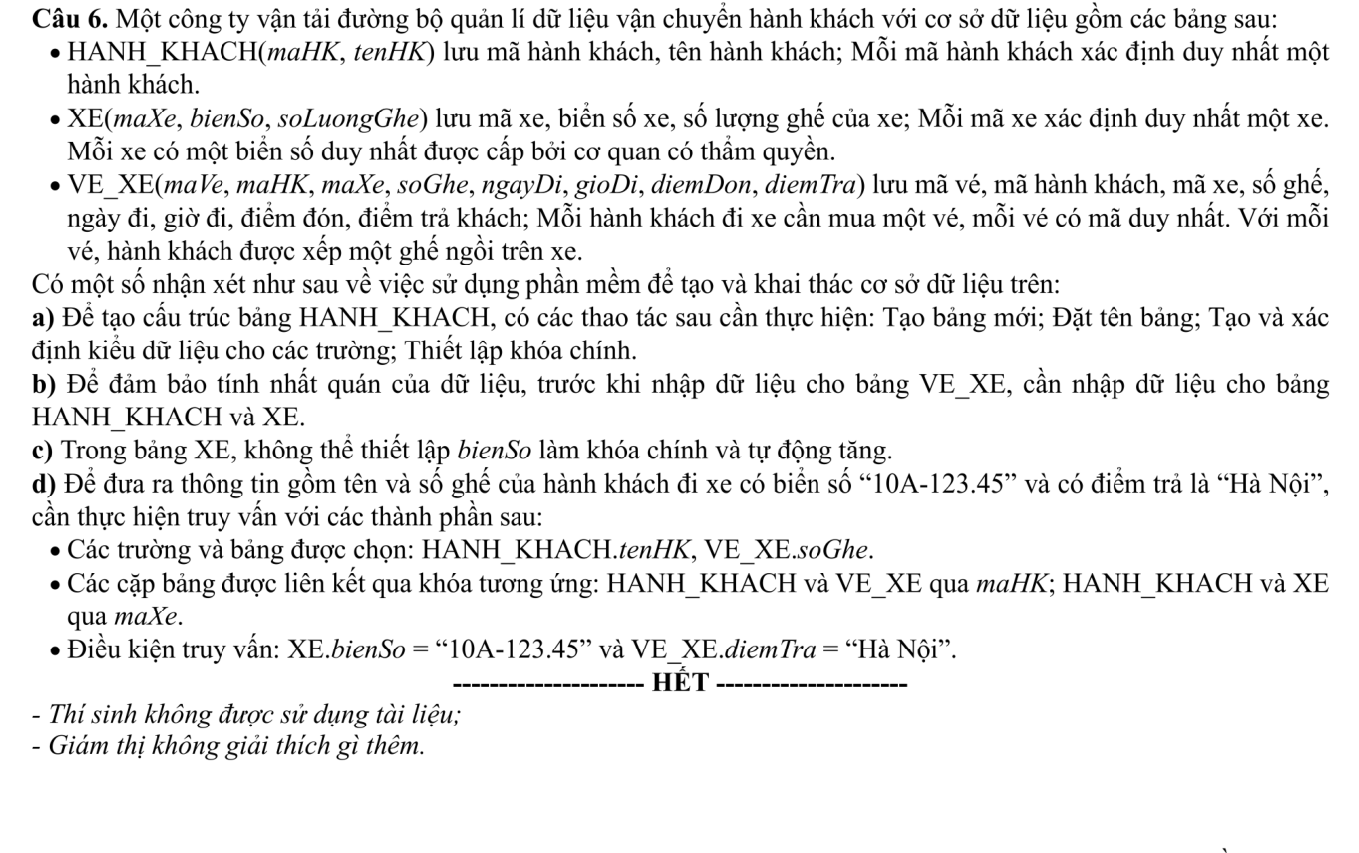 Câu 6. Một công ty vận tải đường bộ quản lí dữ liệu vận chuyển hành khách với cơ sở dữ liệu gồm các bảng sau:
• HANH_KHACH(maHK, tenHK) lưu mã hành khách, tên hành khách; Mỗi mã hành khách xác định duy nhất một
hành khách.
• XE(maXe, bienSo, soLuongGhe) lưu mã xe, biển số xe, số lượng ghế của xe; Mỗi mã xe xác định duy nhất một xe.
Mỗi xe có một biển số duy nhất được cấp bởi cơ quan có thẩm quyền.
• VE_XE(maVe, maHK, maXe, soGhe, ngayDi, gioDi, diemDon, diemTra) lưu mã vé, mã hành khách, mã xe, số ghế,
ngày đi, giờ đi, điểm đón, điểm trả khách; Mỗi hành khách đi xe cần mua một vé, mỗi vé có mã duy nhất. Với mỗi
vé, hành khách được xếp một ghế ngồi trên xe.
Có một số nhận xét như sau về việc sử dụng phần mềm để tạo và khai thác cơ sở dữ liệu trên:
a) Để tạo cấu trúc bảng HANH_KHACH, có các thao tác sau cần thực hiện: Tạo bảng mới; Đặt tên bảng; Tạo và xác
định kiểu dữ liệu cho các trường; Thiết lập khóa chính.
b) Để đảm bảo tính nhất quán của dữ liệu, trước khi nhập dữ liệu cho bảng VE_XE, cần nhập dữ liệu cho bảng
HANH_KHACH và XE.
c) Trong bảng XE, không thể thiết lập bienSo làm khóa chính và tự động tăng.
d) Để đưa ra thông tin gồm tên và số ghế của hành khách đi xe có biển số “10A-123.45” và có điểm trả là “Hà Nội”,
cần thực hiện truy vấn với các thành phần sau:
• Các trường và bảng được chọn: HANH_KHACH.tenHK, VE_XE.soGhe.
• Các cặp bảng được liên kết qua khóa tương ứng: HANH_KHACH và VE_XE qua maHK; HANH_KHACH và XE
qua maXe.
• Điều kiện truy vấn: XE.bienSo = “10A-123.45” và VE_XE.diemTra = “Hà Nội”.
--------------------- HẾT ---------------------
- Thí sinh không được sử dụng tài liệu;
- Giám thị không giải thích gì thêm.